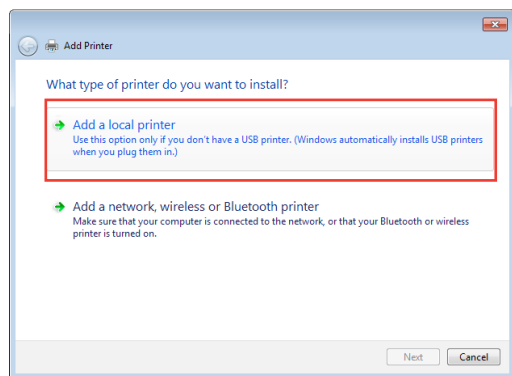 Add Printer
What type of printer do you want to install?
Add a local printer
Use this option only if you don't have a USB printer. (Windows automatically installs USB printers
when you plug them in.)
Add a network, wireless or Bluetooth printer
Make sure that your computer is connected to the network, or that your Bluetooth or wireless
printer is turned on.
Next Cancel